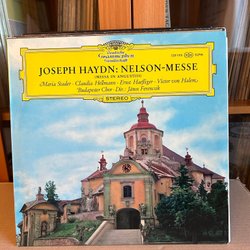 Deutsche
Grammophon
Gesellschaft
JOSEPH HAYDN: NELSON-MESSE
(MISSA IN ANGUSTIIS)
Maria Stader · Claudia Hellmann · Ernst Haefliger · Victor von Halem
Budapester Chor · Dir.: János Ferencsik
STEREO